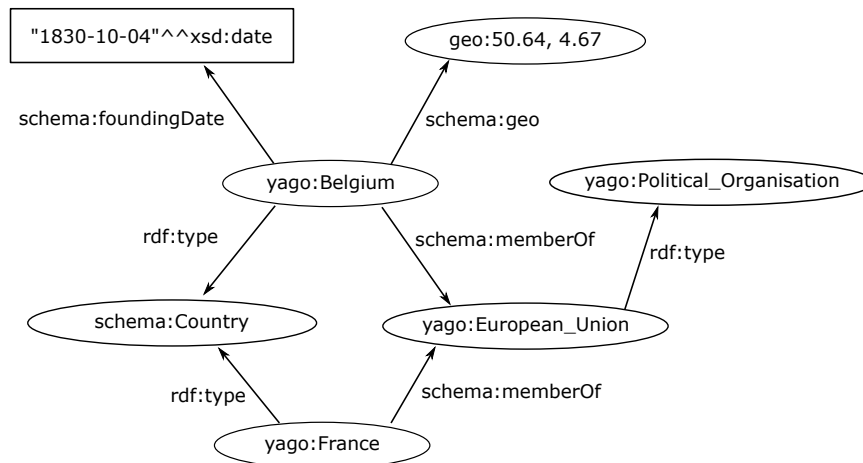 "1830-10-04"^^xsd:date
geo:50.64, 4.67
schema:foundingDate
schema:geo
yago:Belgium
yago:Political_Organisation
rdf:type
schema:memberOf
rdf:type
schema:Country
yago:European_Union
rdf:type
schema:memberOf
yago:France